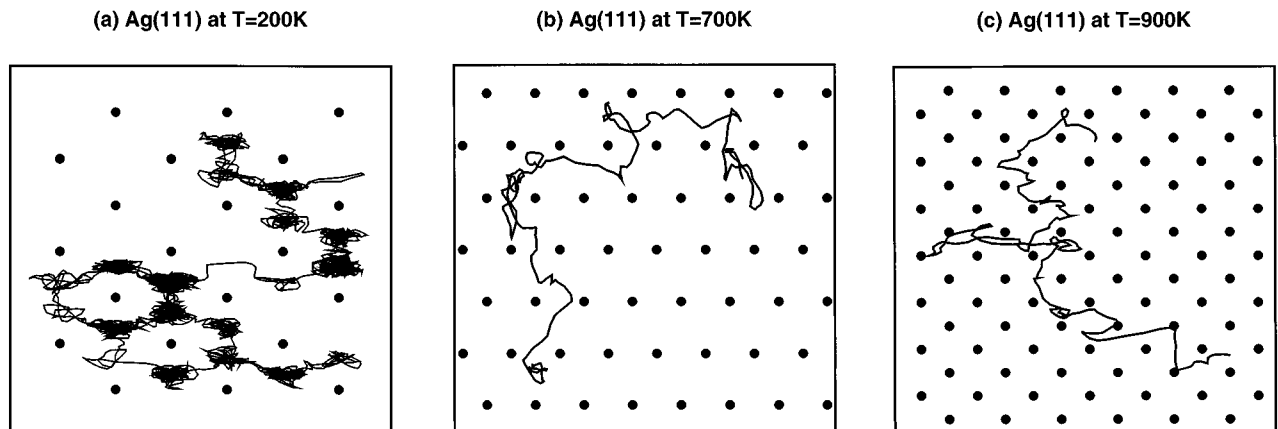 (a) Ag(111) at T=200K
(b) Ag(111) at T=700K
(c) Ag(111) at T=900K